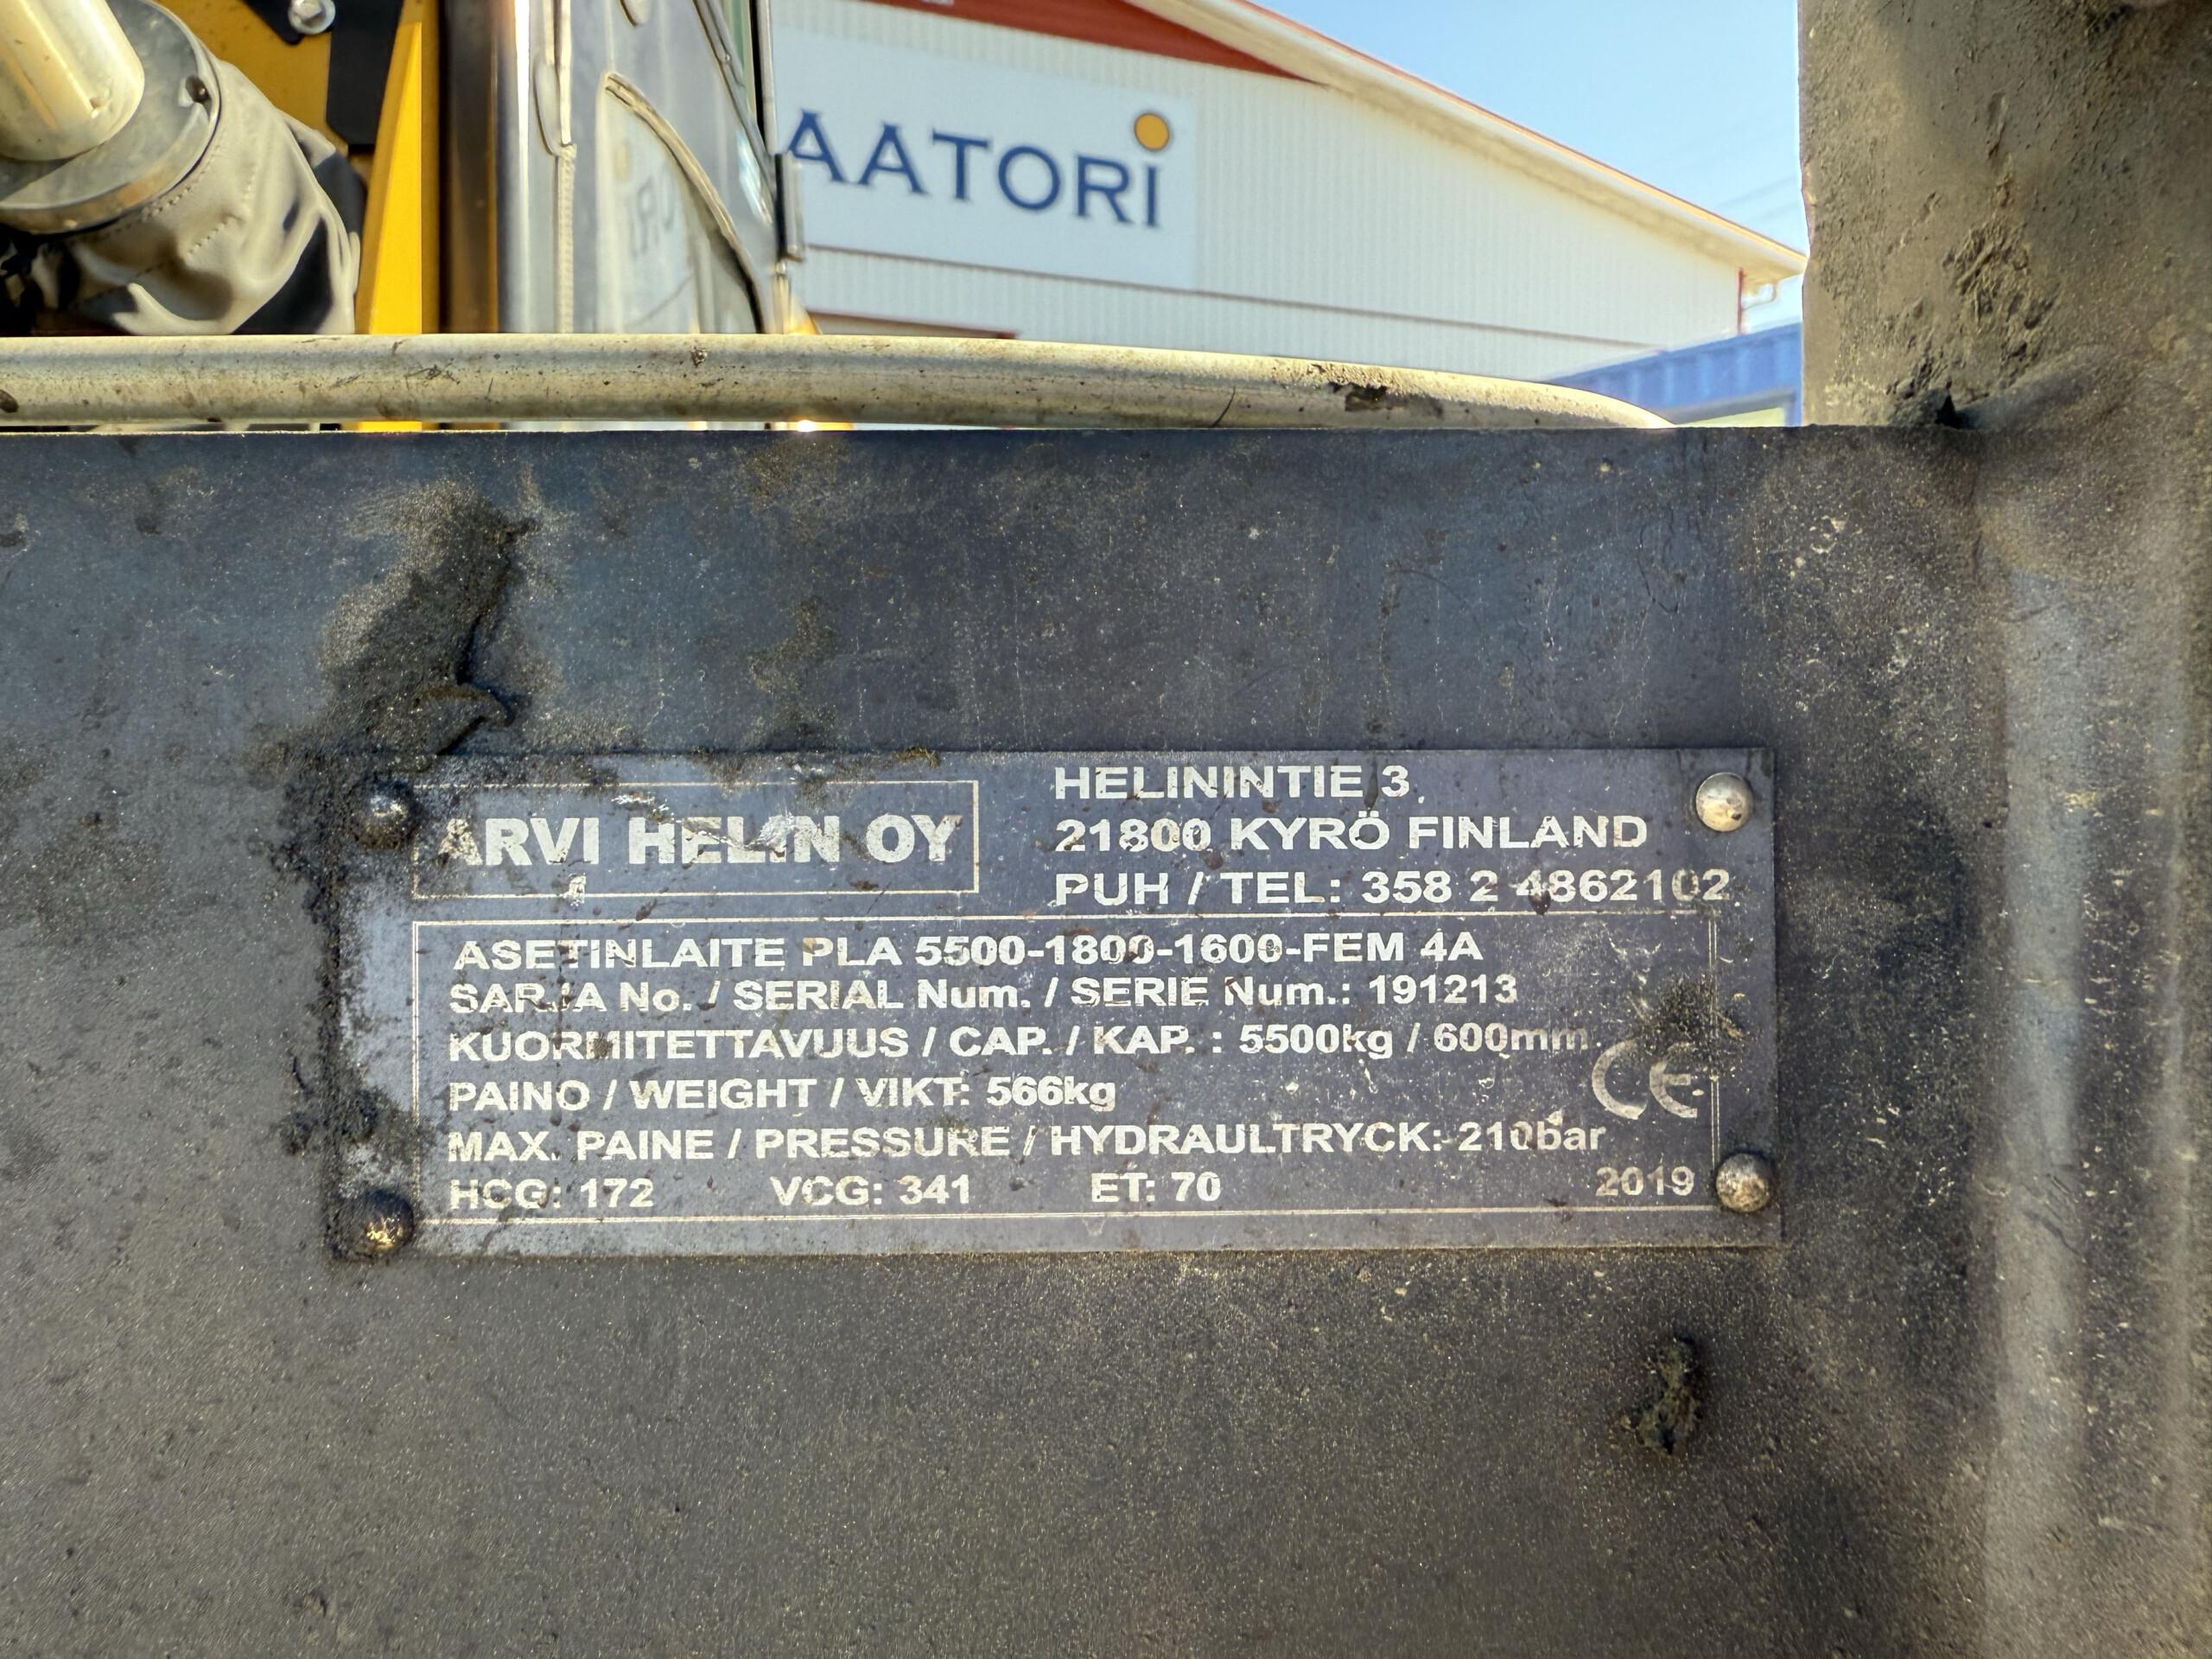 AATORI
ARVI HELIN OY
HELININTIE 3,
21800 KYRÖ FINLAND
PUH / TEL: 358 2 4862102
ASETINLAITE PLA 5500-1800-1600-FEM 4A
SARJA No. / SERIAL Num. / SERIE Num.: 191213
KUORMITETTAVUUS / CAP. / KAP. : 5500kg / 600mm
PAINO / WEIGHT / VIKT: 566kg
CE
MAX. PAINE / PRESSURE / HYDRAULTRYCK: 210bar
HCG: 172 VCG: 341 ET: 70 2019